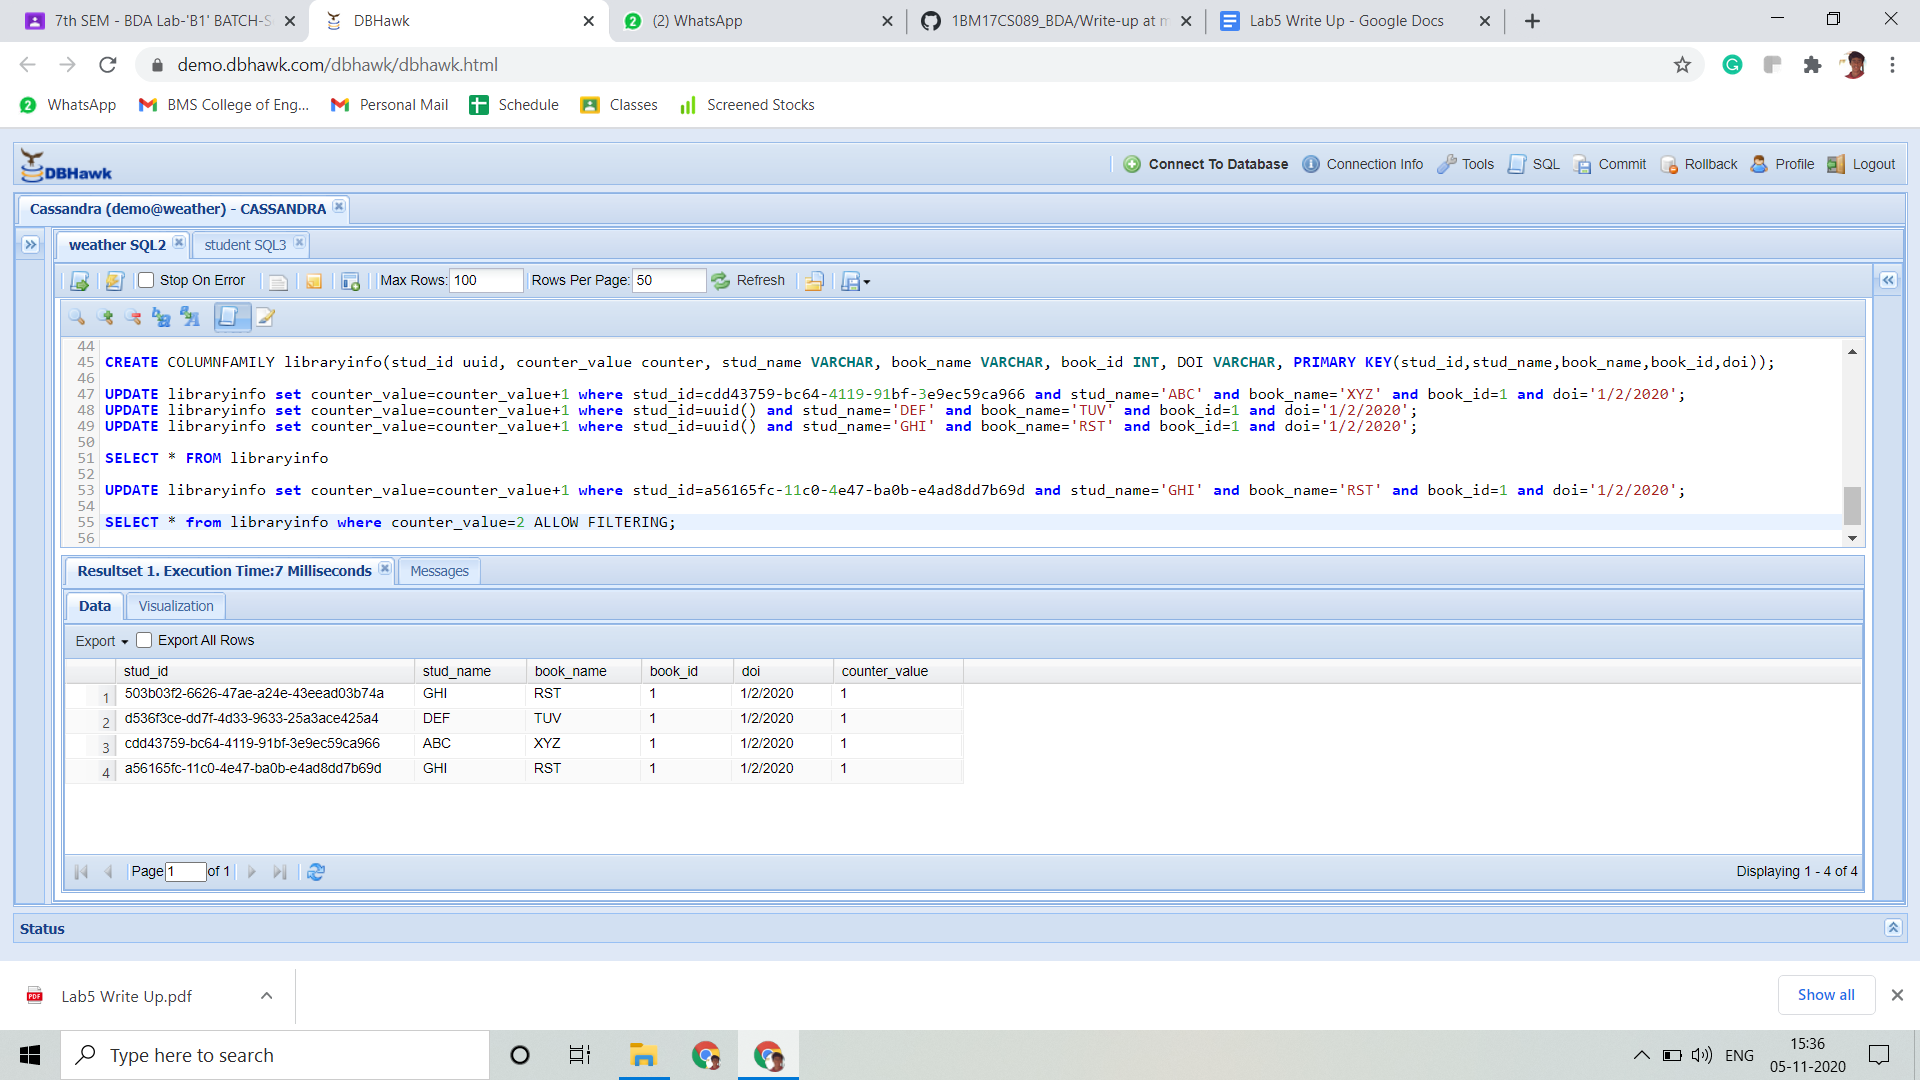 7th SEM - BDA Lab-'B1' BATCH-S
DBHawk
(2) WhatsApp
1BM17CS089_BDA/Write-up at m
Lab5 Write Up - Google Docs
demo.dbhawk.com/dbhawk/dbhawk.html
WhatsApp
BMS College of Eng...
Personal Mail
Schedule
Classes
Screened Stocks
DBHawk
Connect To Database
Connection Info
Tools
SQL
Commit
Rollback
Profile
Logout
Cassandra (demo@weather) - CASSANDRA
weather SQL2
student SQL3
Stop On Error
Max Rows: 100
Rows Per Page: 50
Refresh
44
45 CREATE COLUMNFAMILY libraryinfo(stud_id uuid, counter_value counter, stud_name VARCHAR, book_name VARCHAR, book_id INT, DOI VARCHAR, PRIMARY KEY(stud_id,stud_name,book_name,book_id,doi));
46
47 UPDATE libraryinfo set counter_value=counter_value+1 where stud_id=cdd43759-bc64-4119-91bf-3e9ec59ca966 and stud_name='ABC' and book_name='XYZ' and book_id=1 and doi='1/2/2020';
48 UPDATE libraryinfo set counter_value=counter_value+1 where stud_id=uuid() and stud_name='DEF' and book_name='TUV' and book_id=1 and doi='1/2/2020';
49 UPDATE libraryinfo set counter_value=counter_value+1 where stud_id=uuid() and stud_name='GHI' and book_name='RST' and book_id=1 and doi='1/2/2020';
50
51 SELECT * FROM libraryinfo
52
53 UPDATE libraryinfo set counter_value=counter_value+1 where stud_id=a56165fc-11c0-4e47-ba0b-e4ad8dd7b69d and stud_name='GHI' and book_name='RST' and book_id=1 and doi='1/2/2020';
54
55 SELECT * from libraryinfo where counter_value=2 ALLOW FILTERING;
56
Resultset 1. Execution Time:7 Milliseconds
Messages
Data
Visualization
Export
Export All Rows
stud_id stud_name book_name book_id doi counter_value
1 503b03f2-6626-47ae-a24e-43eead03b74a GHI RST 1 1/2/2020 1
2 d536f3ce-dd7f-4d33-9633-25a3ace425a4 DEF TUV 1 1/2/2020 1
3 cdd43759-bc64-4119-91bf-3e9ec59ca966 ABC XYZ 1 1/2/2020 1
4 a56165fc-11c0-4e47-ba0b-e4ad8dd7b69d GHI RST 1 1/2/2020 1
Page 1 of 1
Displaying 1 - 4 of 4
Status
Lab5 Write Up.pdf
Show all
Type here to search
ENG
15:36
05-11-2020